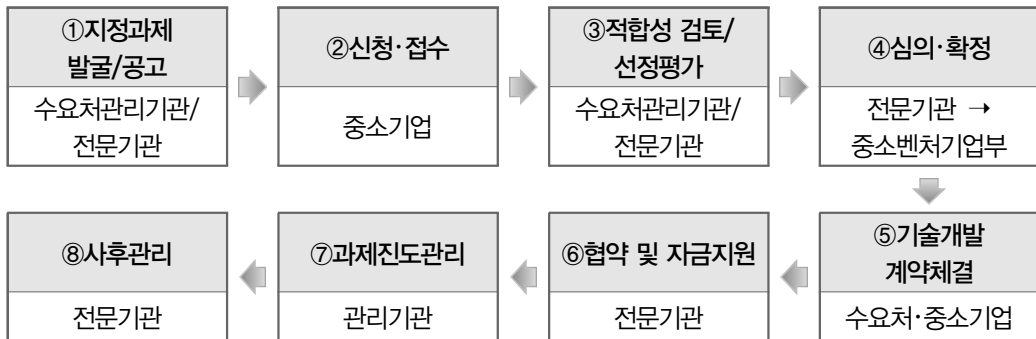 ①지정과제
발굴/공고
수요처관리기관/
전문기관
②신청·접수
중소기업
③적합성 검토/
선정평가
수요처관리기관/
전문기관
④심의·확정
전문기관 →
중소벤처기업부
⑤기술개발
계약체결
수요처·중소기업
⑥협약 및 자금지원
전문기관
⑦과제진도관리
관리기관
⑧사후관리
전문기관